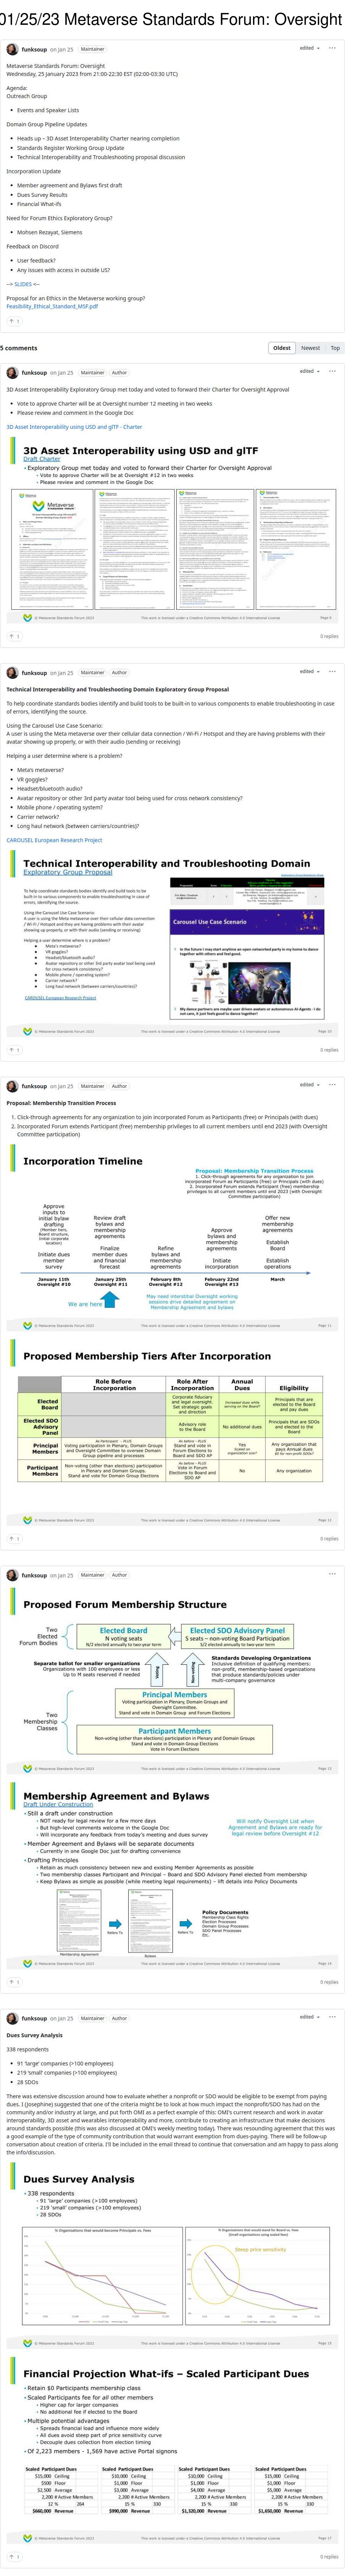 01/25/23 Metaverse Standards Forum: Oversight
funksoup on Jan 25 Maintainer edited
Metaverse Standards Forum: Oversight
Wednesday, 25 January 2023 from 21:00-22:30 EST (02:00-03:30 UTC)
Agenda:
Outreach Group
• Events and Speaker Lists
Domain Group Pipeline Updates
• Heads up – 3D Asset Interoperability Charter nearing completion
• Standards Register Working Group Update
• Technical Interoperability and Troubleshooting proposal discussion
Incorporation Update
• Member agreement and Bylaws first draft
• Dues Survey Results
• Financial What-ifs
Need for Forum Ethics Exploratory Group?
• Mohsen Rezayat, Siemens
Feedback on Discord
• User feedback?
• Any issues with access in outside US?
--> SLIDES <--
Proposal for an Ethics in the Metaverse working group?
Feasibility_Ethical_Standard_MSF.pdf
↑ 1
5 comments Oldest Newest Top
funksoup on Jan 25 Maintainer Author edited
3D Asset Interoperability Exploratory Group met today and voted to forward their Charter for Oversight Approval
• Vote to approve Charter will be at Oversight number 12 meeting in two weeks
• Please review and comment in the Google Doc
3D Asset Interoperability using USD and glTF - Charter
3D Asset Interoperability using USD and glTF
Draft Charter
• Exploratory Group met today and voted to forward their Charter for Oversight Approval
• Vote to approve Charter will be at Oversight #12 in two weeks
• Please review and comment in the Google Doc
Metaverse
© Metaverse Standards Forum 2023 This work is licensed under a Creative Commons Attribution 4.0 International License
↑ 1 0 replies
funksoup on Jan 25 Maintainer Author edited
Technical Interoperability and Troubleshooting Domain Exploratory Group Proposal
To help coordinate standards bodies identify and build tools to be built-in to various components to enable troubleshooting in case
of errors, identifying the source.
Using the Carousel Use Case Scenario:
A user is using the Meta metaverse over their cellular data connection / Wi-Fi / Hotspot and they are having problems with their
avatar showing up properly, or with their audio (sending or receiving)
Helping a user determine where is a problem?
• Meta's metaverse?
• VR goggles?
• Headset/bluetooth audio?
• Avatar repository or other 3rd party avatar tool being used for cross network consistency?
• Mobile phone / operating system?
• Carrier network?
• Long haul network (between carriers/countries)?
CAROUSEL European Research Project
Technical Interoperability and Troubleshooting Domain
Exploratory Group Proposal
To help coordinate standards bodies identify and build tools to be
built-in to various components to enable troubleshooting in case of
errors, identifying the source.
Using the Carousel Use Case Scenario:
A user is using the Meta metaverse over their cellular data connection
/ Wi-Fi / Hotspot and they are having problems with their avatar
showing up properly, or with their audio (sending or receiving)
Helping a user determine where is a problem?
● Meta's metaverse?
● VR goggles?
● Headset/bluetooth audio?
● Avatar repository or other 3rd party avatar tool being used
for cross network consistency?
● Mobile phone / operating system?
● Carrier network?
● Long haul network (between carriers/countries)?
CAROUSEL European Research Project
Carousel Use Case Scenario
In the future I may start anytime an open networked party in my home to dance
together with others and feel good.
My dance partners may be user driven avatars or autonomous AI-Agents - I do
not care, it just feels good to dance together!
© Metaverse Standards Forum 2023 This work is licensed under a Creative Commons Attribution 4.0 International License Page 10
↑ 1 0 replies
funksoup on Jan 25 Maintainer Author edited
Proposal: Membership Transition Process
1. Click-through agreements for any organization to join incorporated Forum as Participants (free) or Principals (with dues)
2. Incorporated Forum extends Participant (free) membership privileges to all current members until end 2023 (with Oversight
Committee participation)
Incorporation Timeline
Proposal: Membership Transition Process
1. Click-through agreements for any organization to join
incorporated Forum as Participants (free) or Principals (with dues)
2. Incorporated Forum extends Participant (free) membership
privileges to all current members until end 2023 (with Oversight
Committee participation)
Approve
inputs to
initial bylaw
drafting
(Member tiers,
Board structure,
Initial corporate
location)
Initiate dues
member
survey
January 11th
Oversight #10
Review draft
bylaws and
membership
agreements
Finalize
member dues and
financial
forecast
January 25th
Oversight #11
Refine
bylaws and
membership
agreements
February 8th
Oversight #12
Approve
bylaws and
membership
agreements
Initiate
incorporation
February 22nd
Oversight #13
Offer new
membership
agreements
Establish
Board
Establish
operations
March
We are here
May need interstitial Oversight working
sessions drive detailed agreement on
Membership Agreement and bylaws
© Metaverse Standards Forum 2023 This work is licensed under a Creative Commons Attribution 4.0 International License Page 11
Proposed Membership Tiers After Incorporation
Role Before
Incorporation
Role After
Incorporation
Annual
Dues
Eligibility
Elected
Board
Corporate fiduciary
and legal oversight.
Set strategic goals
and direction
Increased dues while
serving on the Board?
Principals that are
elected to the Board
and pay dues
Elected SDO
Advisory
Panel
Advisory role
to the Board
No additional dues
Principals that are SDOs
and elected to the
Board
Principal
Members
As Participant – PLUS
Voting participation in Plenary, Domain Groups
and Oversight Committee to oversee Domain
Group pipeline and processes
As before - PLUS
Stand and vote in
Forum Elections to
Board and SDO AP
Yes
Scaled on
organization size?
Any organization that
pays Annual dues
$0 for non-profit SDOs?
Participant
Members
Non-voting (other than elections) participation
in Plenary and Domain Groups.
Stand and vote for Domain Group Elections
As before - PLUS
Vote in Forum
Elections to Board and
SDO AP
No
Any organization
© Metaverse Standards Forum 2023 This work is licensed under a Creative Commons Attribution 4.0 International License Page 12
↑ 1 0 replies
funksoup on Jan 25 Maintainer Author
Proposed Forum Membership Structure
Two
Elected
Forum Bodies
Elected Board
N voting seats
N/2 elected annually to two-year term
Elected SDO Advisory Panel
S seats – non-voting Board Participation
S/2 elected annually to two-year term
Separate ballot for smaller organizations
Organizations with 100 employees or less
Up to M seats reserved if needed
Voting
Non-voting
Standards Developing Organizations
Inclusive definition of qualifying members:
non-profit, membership-based organizations
that produce standards/policies under
multi-company governance
Two
Membership
Classes
Principal Members
Voting participation in Plenary, Domain Groups and
Oversight Committee.
Stand and vote in Domain Group and Forum Elections
Participant Members
Non-voting (other than elections) participation in Plenary and Domain Groups
Stand and vote in Domain Group Elections
Vote in Forum Elections
© Metaverse Standards Forum 2023 This work is licensed under a Creative Commons Attribution 4.0 International License Page 13
Membership Agreement and Bylaws
Draft Under Construction
• Still a draft under construction
• NOT ready for legal review for a few more days
• But high-level comments welcome in the Google Doc
• Will incorporate any feedback from today's meeting and dues survey
Will notify Oversight List when
Agreement and Bylaws are ready for
legal review before Oversight #12
• Member Agreement and Bylaws will be separate documents
• Currently in one Google Doc just for drafting convenience
• Drafting Principles
• Retain as much consistency between new and existing Member Agreements as possible
• Two membership classes Participant and Principal – Board and SDO Advisory Panel elected from membership
• Keep Bylaws as simple as possible (while meeting legal requirements) – lift details into Policy Documents
Refers To
Refers To
Policy Documents
Membership Class Rights
Election Processes
Domain Group Processes
SDO Panel Processes
Etc.
Membership Agreement
Bylaws
© Metaverse Standards Forum 2023 This work is licensed under a Creative Commons Attribution 4.0 International License Page 14
↑ 1 0 replies
funksoup on Jan 25 Maintainer Author edited
Dues Survey Analysis
338 respondents
• 91 'large' companies (>100 employees)
• 219 'small' companies (>100 employees)
• 28 SDOs
There was extensive discussion around how to evaluate whether a nonprofit or SDO would be eligible to be exempt from paying
dues. I (Josephine) suggested that one of the criteria might be to look at how much impact the nonprofit/SDO has had on the
community and/or industry at large, and put forth OMI as a perfect example of this: OMI's current research and work in avatar
interoperability, 3D asset and wearables interoperability and more, contribute to creating an infrastructure that make decisions
around standards possible (this was also discussed at OMI's weekly meeting today). There was resounding agreement that this was
a good example of the type of community contribution that would warrant exemption from dues-paying. There will be follow-up
conversation about creation of criteria. I'll be included in the email thread to continue that conversation and am happy to pass along
the info/discussion.
Dues Survey Analysis
• 338 respondents
• 91 'large' companies (>100 employees)
• 219 'small' companies (>100 employees)
• 28 SDOs
% Organisations that would become Principals vs. Fees
% Organisations that would stand for Board vs. Fees
(Small organizations using scaled fees)
Steep price sensitivity
© Metaverse Standards Forum 2023 This work is licensed under a Creative Commons Attribution 4.0 International License
Financial Projection What-ifs – Scaled Participant Dues
• Retain $0 Participants membership class
• Scaled Participants fee for all other members
• Higher cap for larger companies
• No additional fee if elected to the Board
• Multiple potential advantages
• Spreads financial load and influence more widely
• All dues avoid steep part of price sensitivity curve
• Decouple dues collection from election timing
• Of 2,223 members - 1,569 have active Portal signons
Scaled Participant Dues
$15,000 Ceiling
$500 Floor
$2,500 Average
2,200 # Active Members
12 % 264
$660,000 Revenue
Scaled Participant Dues
$10,000 Ceiling
$1,000 Floor
$3,000 Average
2,200 # Active Members
15 % 330
$990,000 Revenue
Scaled Participant Dues
$10,000 Ceiling
$1,000 Floor
$4,000 Average
2,200 # Active Members
15 % 330
$1,320,000 Revenue
Scaled Participant Dues
$15,000 Ceiling
$1,000 Floor
$5,000 Average
2,200 # Active Members
15 % 330
$1,650,000 Revenue
© Metaverse Standards Forum 2023 This work is licensed under a Creative Commons Attribution 4.0 International License Page 17
↑ 1 0 replies